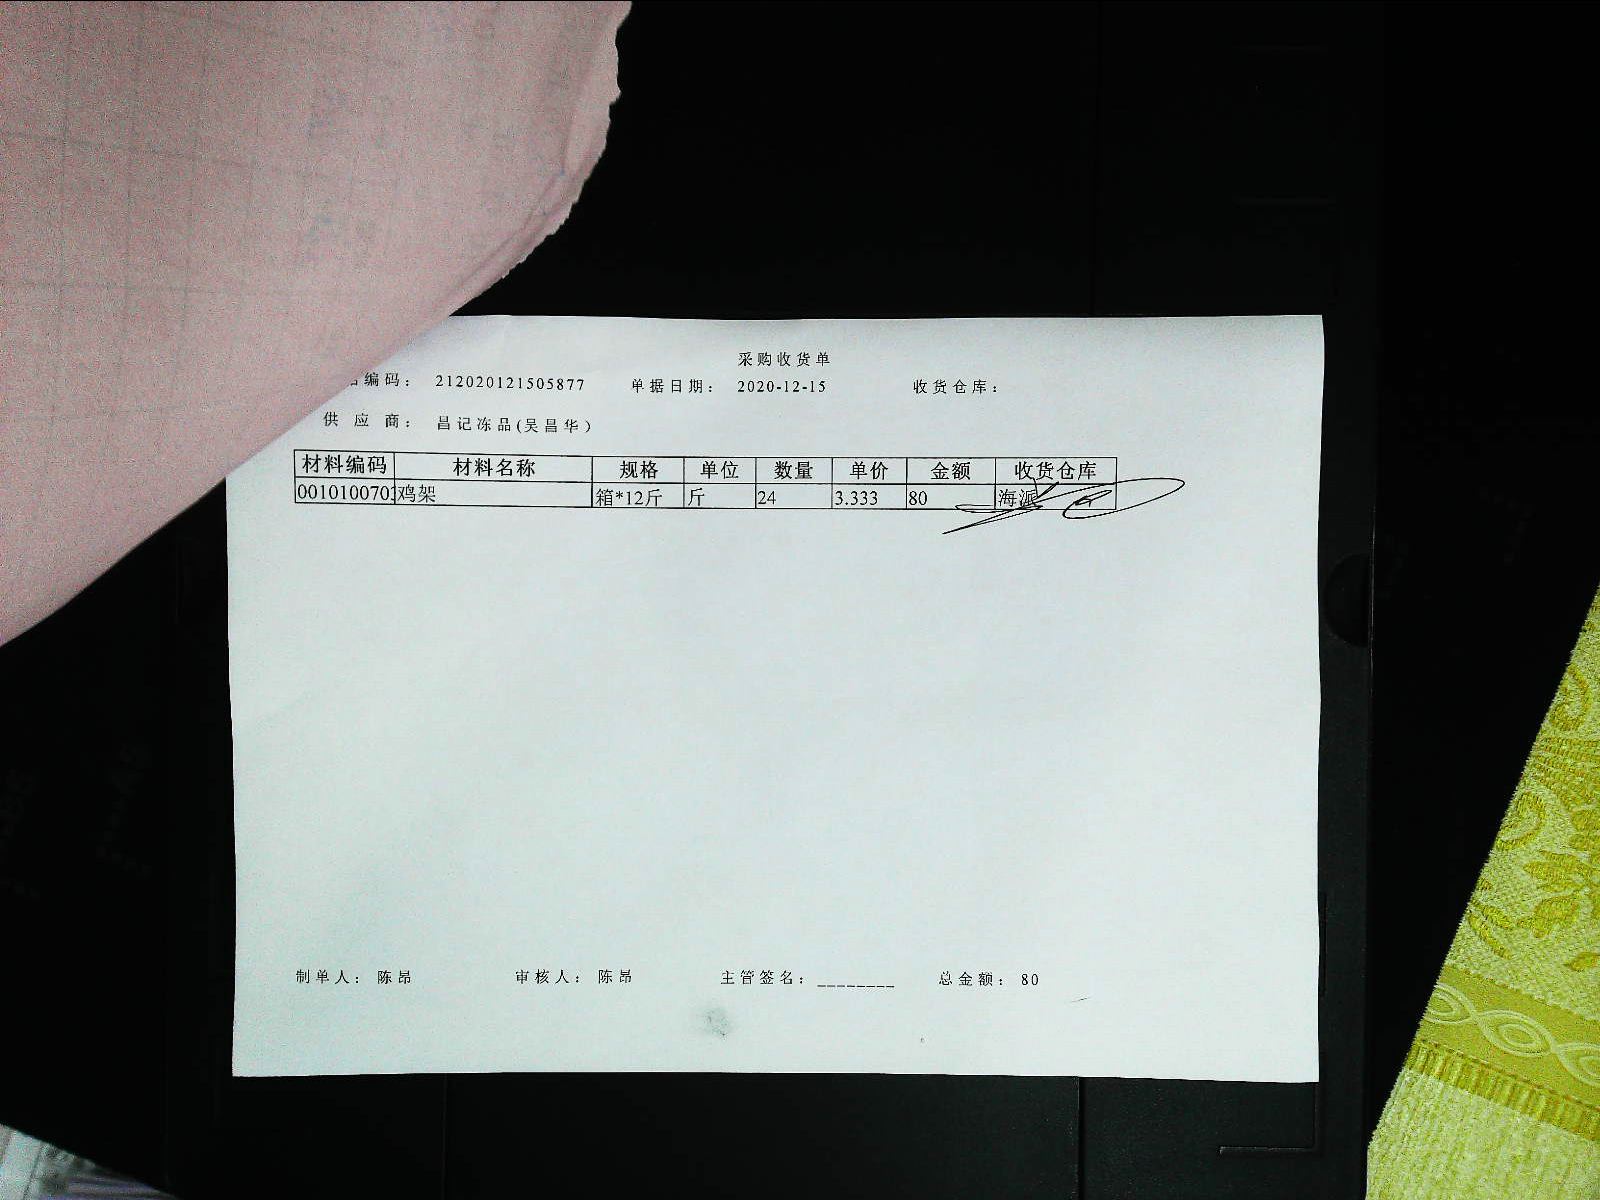 采购收货单
编码： 212020121505877 单据日期： 2020-12-15 收货仓库：
供应商： 昌记冻品(吴昌华)
材料编码 材料名称 规格 单位 数量 单价 金额 收货仓库
001010070 鸡架 箱*12斤 斤 24 3.333 80 海派
制单人： 陈昂 审核人： 陈昂 主管签名：________ 总金额： 80